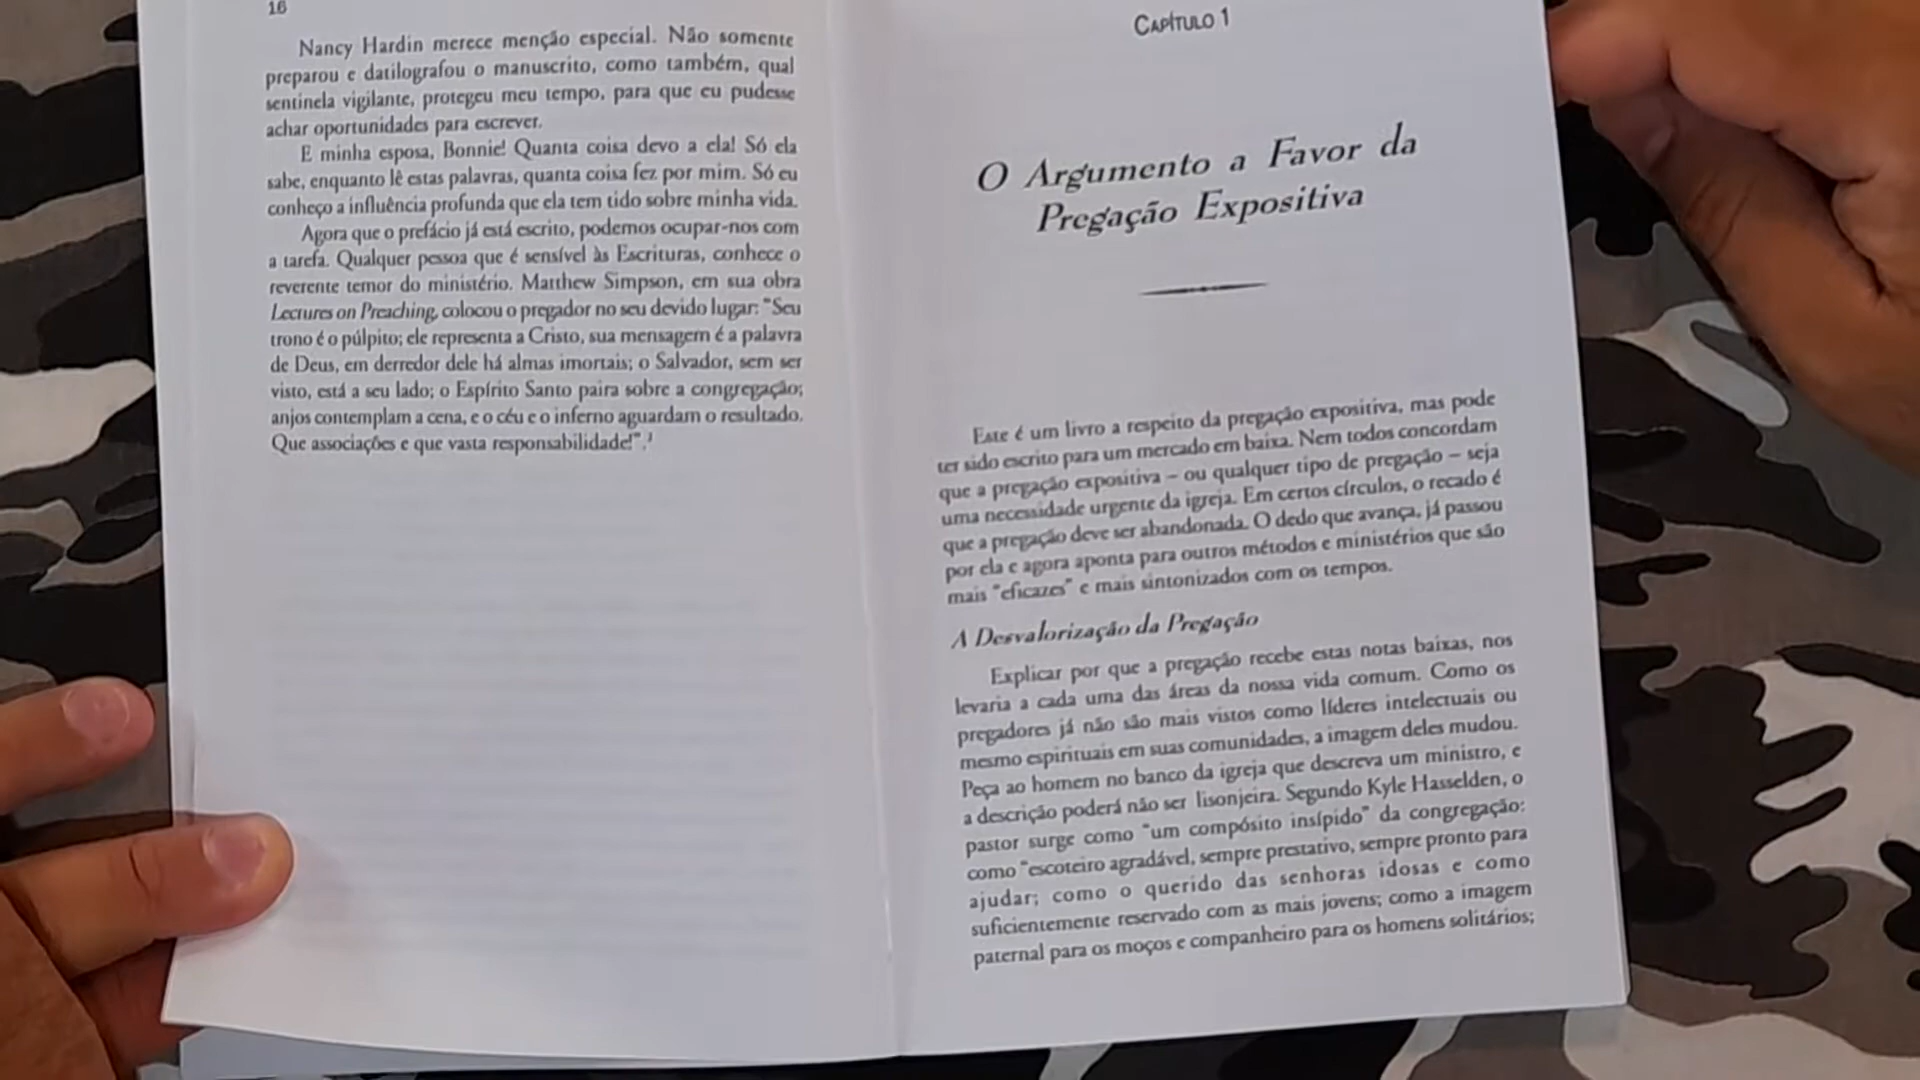 16
Nancy Hardin merece menção especial. Não somente
preparou e datilografou o manuscrito, como também, qual
sentinela vigilante, protegeu meu tempo, para que eu pudesse
achar oportunidades para escrever.
E minha esposa, Bonnie! Quanta coisa devo a ela! Só ela
sabe, enquanto lê estas palavras, quanta coisa fez por mim. Só eu
conheço a influência profunda que ela tem tido sobre minha vida.
Agora que o prefácio já está escrito, podemos ocupar-nos com
a tarefa. Qualquer pessoa que é sensível às Escrituras, conhece o
reverente temor do ministério. Matthew Simpson, em sua obra
Lectures on Preaching, colocou o pregador no seu devido lugar: "Seu
trono é o púlpito; ele representa a Cristo, sua mensagem é a palavra
de Deus, em derredor dele há almas imortais; o Salvador, sem ser
visto, está a seu lado; o Espírito Santo paira sobre a congregação;
anjos contemplam a cena, e o céu e o inferno aguardam o resultado.
Que associações e que vasta responsabilidade!".³
CAPÍTULO 1
O Argumento a Favor da
Pregação Expositiva
Este é um livro a respeito da pregação expositiva, mas pode
ter sido escrito para um mercado em baixa. Nem todos concordam
que a pregação expositiva – ou qualquer tipo de pregação – seja
uma necessidade urgente da igreja. Em certos círculos, o recado é
que a pregação deve ser abandonada. O dedo que avança, já passou
por ela e agora aponta para outros métodos e ministérios que são
mais "eficazes" e mais sintonizados com os tempos.
A Desvalorização da Pregação
Explicar por que a pregação recebe estas notas baixas, nos
levaria a cada uma das áreas da nossa vida comum. Como os
pregadores já não são mais vistos como líderes intelectuais ou
mesmo espirituais em suas comunidades, a imagem deles mudou.
Peça ao homem no banco da igreja que descreva um ministro, e
a descrição poderá não ser lisonjeira. Segundo Kyle Hasselden, o
pastor surge como "um compósito insípido" da congregação:
como "escoteiro agradável, sempre prestativo, sempre pronto para
ajudar; como o querido das senhoras idosas e como
suficientemente reservado com as mais jovens; como a imagem
paternal para os moços e companheiro para os homens solitários;